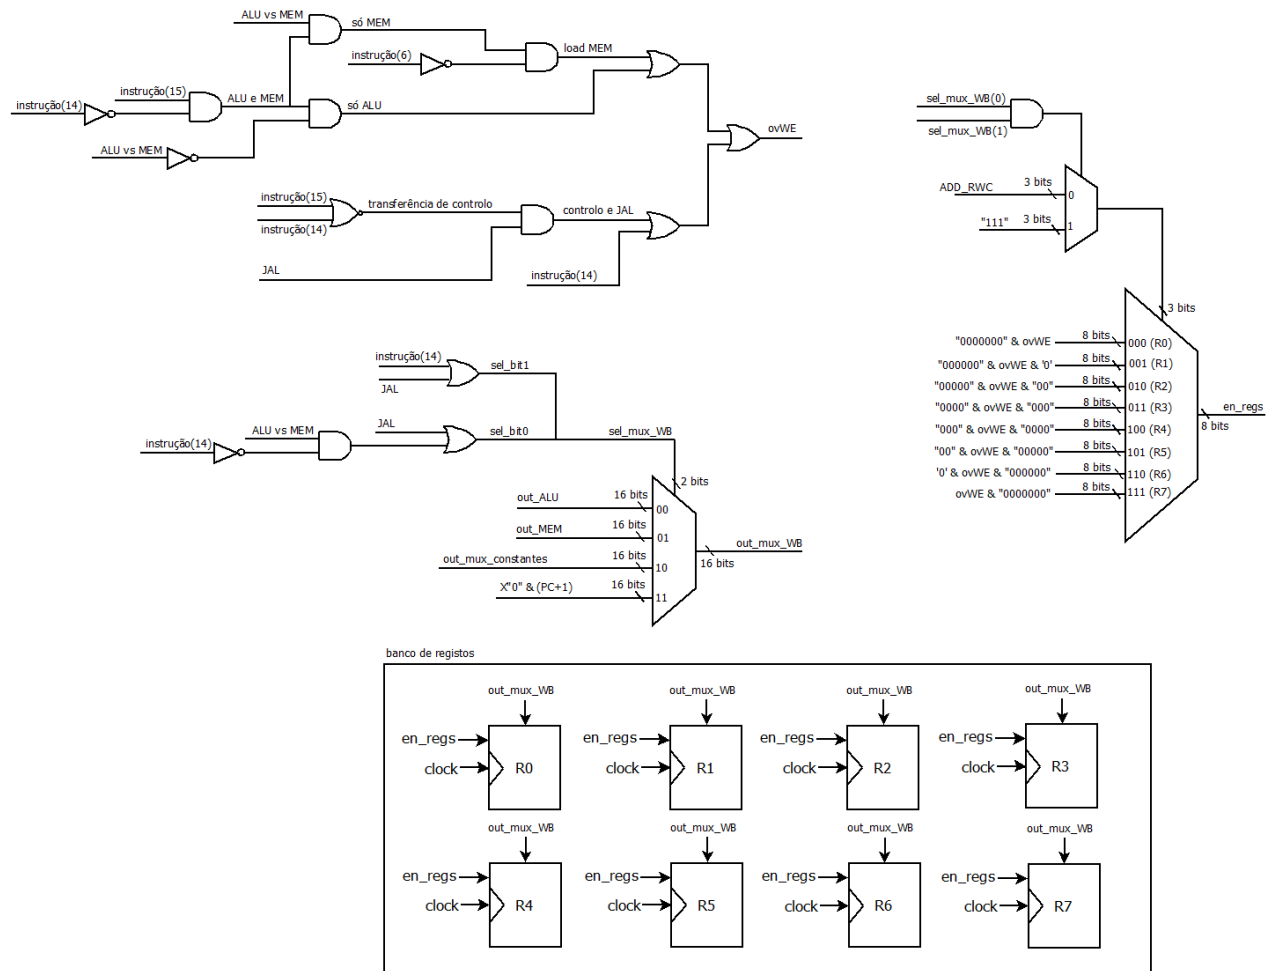 ALU vs MEM
só MEM
instrução(6)
load MEM
instrução(15)
instrução(14)
ALU e MEM
só ALU
ALU vs MEM
ovWE
instrução(15)
transferência de controlo
instrução(14)
controlo e JAL
JAL
instrução(14)
sel_mux_WB(0)
sel_mux_WB(1)
ADD_RWC
3 bits
0
"111"
3 bits
1
3 bits
"0000000" & ovWE
8 bits
000 (R0)
"000000" & ovWE & '0'
8 bits
001 (R1)
"00000" & ovWE & "00"
8 bits
010 (R2)
"0000" & ovWE & "000"
8 bits
011 (R3)
"000" & ovWE & "0000"
8 bits
100 (R4)
"00" & ovWE & "00000"
8 bits
101 (R5)
'0' & ovWE & "000000"
8 bits
110 (R6)
ovWE & "0000000"
8 bits
111 (R7)
en_regs
8 bits
instrução(14)
JAL
sel_bit1
ALU vs MEM
instrução(14)
JAL
sel_bit0
sel_mux_WB
2 bits
out_ALU
16 bits
00
out_MEM
16 bits
01
out_mux_constantes
16 bits
10
X"0" & (PC+1)
16 bits
11
out_mux_WB
16 bits
banco de registos
out_mux_WB
en_regs
clock
R0
out_mux_WB
en_regs
clock
R1
out_mux_WB
en_regs
clock
R2
out_mux_WB
en_regs
clock
R3
out_mux_WB
en_regs
clock
R4
out_mux_WB
en_regs
clock
R5
out_mux_WB
en_regs
clock
R6
out_mux_WB
en_regs
clock
R7